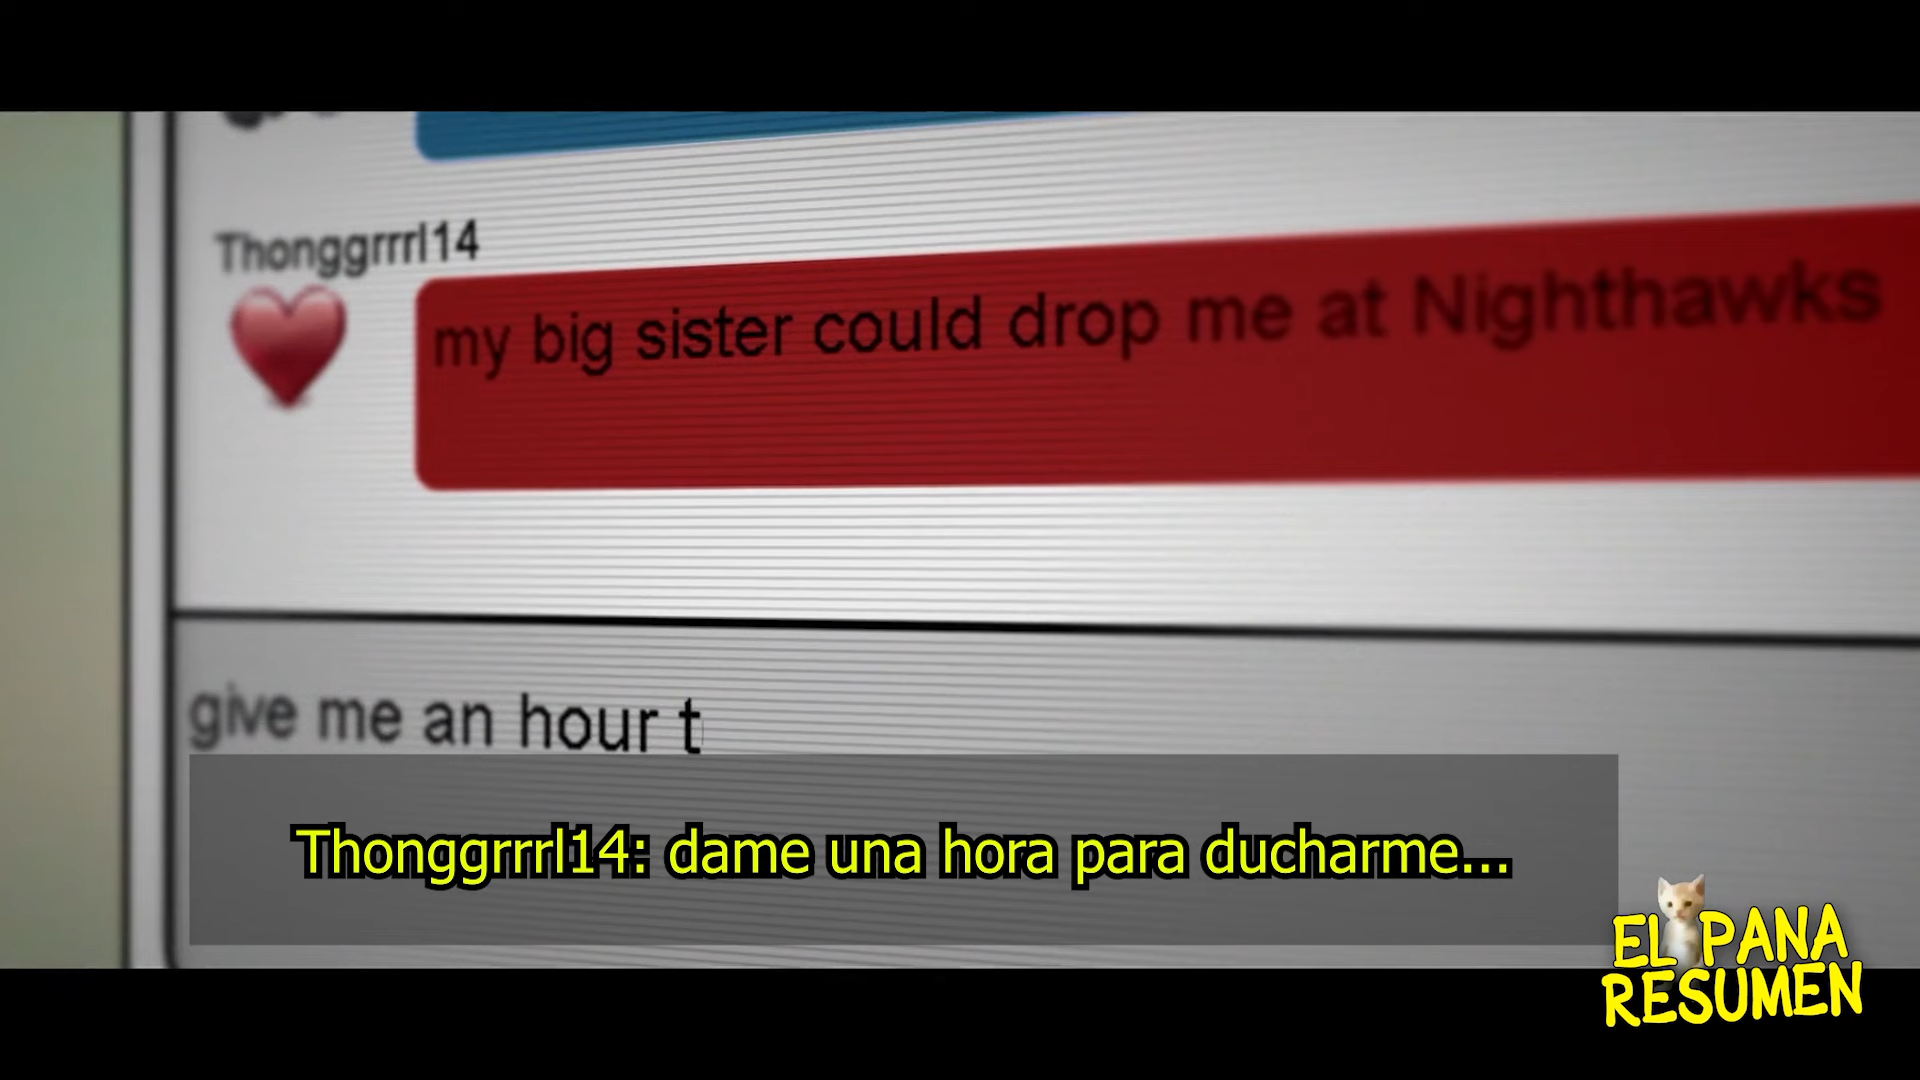 Thonggrrrl14
my big sister could drop me at Nighthawks
give me an hour t
Thonggrrrl14: dame una hora para ducharme...
EL PANA
RESUMEN